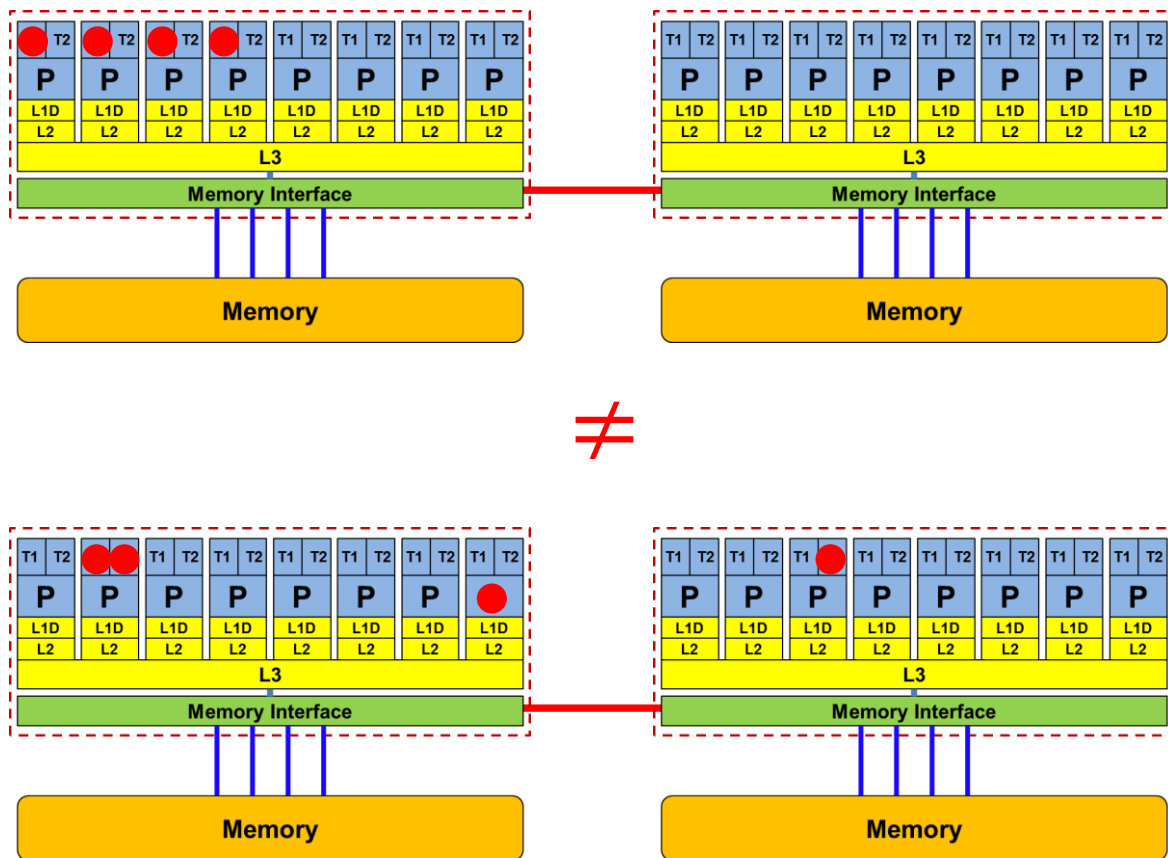 T2 T2 T2 T2 T1 T2 T1 T2 T1 T2 T1 T2 T1 T2 T1 T2 T1 T2 T1 T2 T1 T2 T1 T2 T1 T2 T1 T2
P P P P P P P P P P P P P P P P
L1D L1D L1D L1D L1D L1D L1D L1D L1D L1D L1D L1D L1D L1D L1D L1D
L2 L2 L2 L2 L2 L2 L2 L2 L2 L2 L2 L2 L2 L2 L2 L2
L3 L3
Memory Interface Memory Interface
Memory Memory
≠
T1 T2 T1 T2 T1 T2 T1 T2 T1 T2 T1 T2 T1 T2 T1 T2 T1 T2 T1 T1 T2 T1 T2 T1 T2 T1 T2 T1 T2
P P P P P P P P P P P P P P P
L1D L1D L1D L1D L1D L1D L1D L1D L1D L1D L1D L1D L1D L1D L1D L1D
L2 L2 L2 L2 L2 L2 L2 L2 L2 L2 L2 L2 L2 L2 L2 L2
L3 L3
Memory Interface Memory Interface
Memory Memory